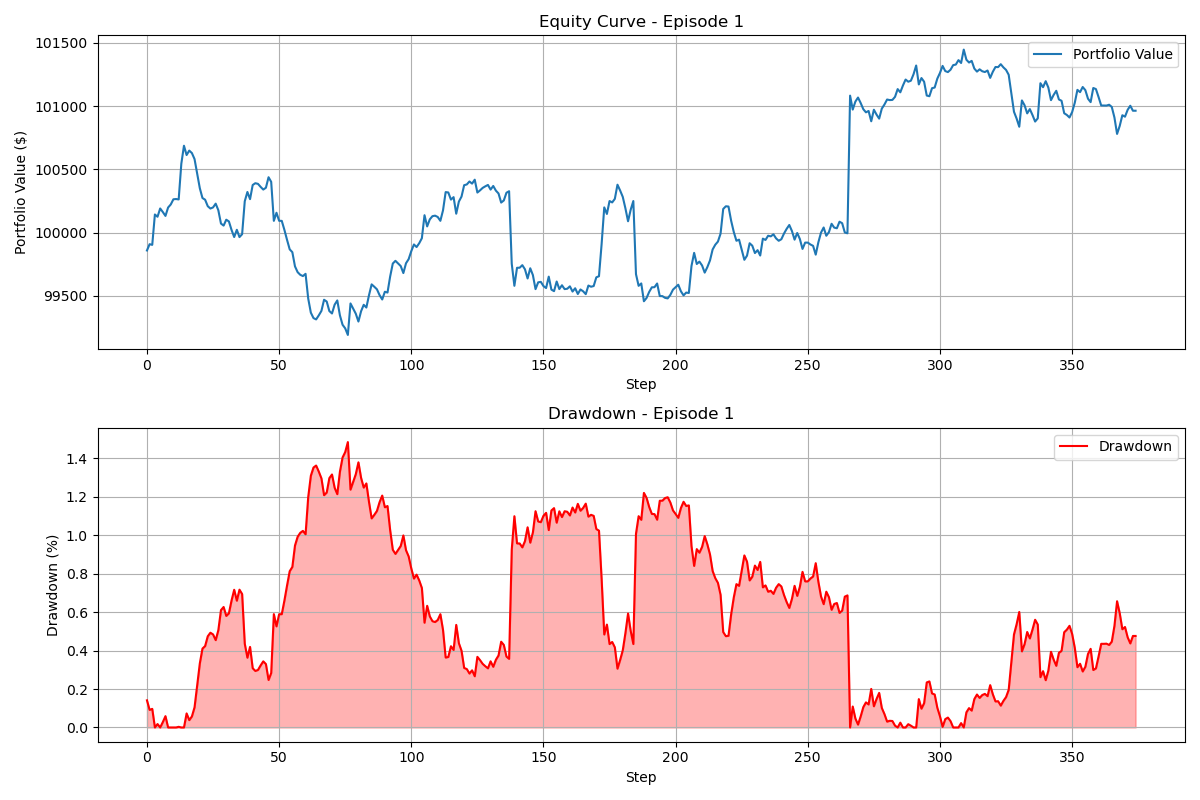 Equity Curve - Episode 1
Portfolio Value ($)
101500
101000
100500
100000
99500
Portfolio Value
0 50 100 150 200 250 300 350
Step
Drawdown - Episode 1
Drawdown (%)
1.4
1.2
1.0
0.8
0.6
0.4
0.2
0.0
Drawdown
0 50 100 150 200 250 300 350
Step